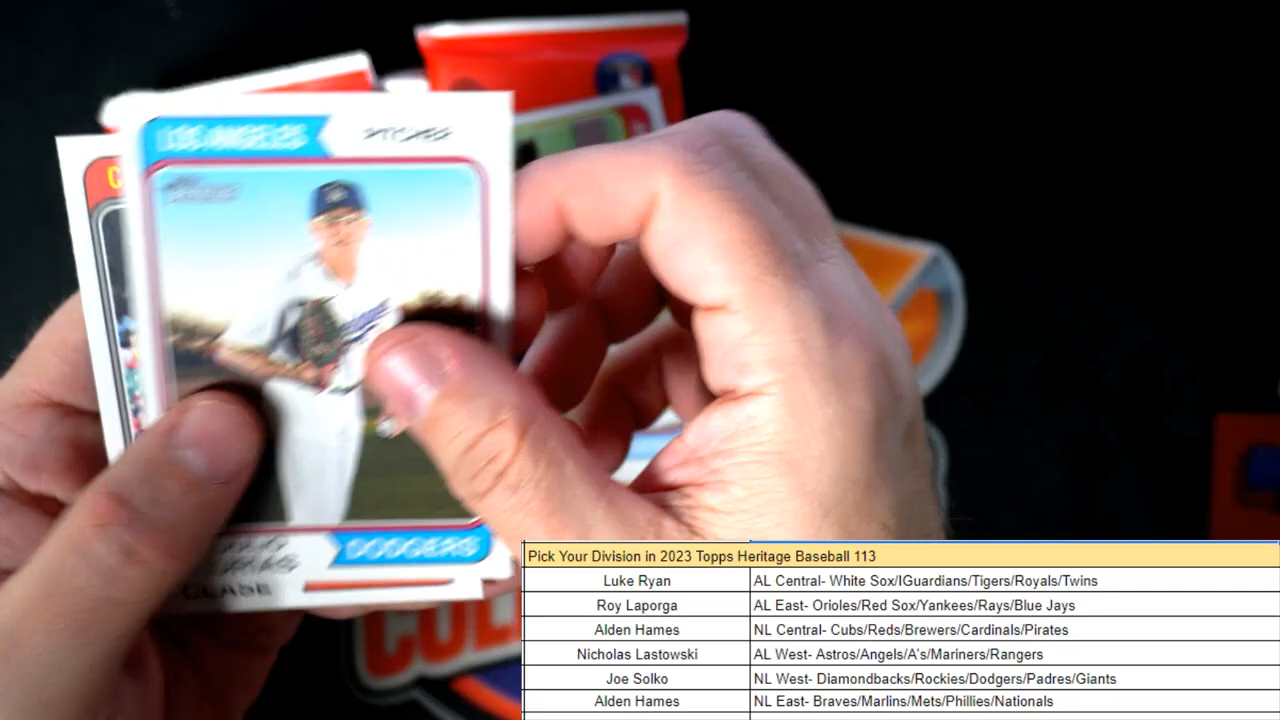 LOS ANGELES PITCHER
DODGERS
CLASE
Pick Your Division in 2023 Topps Heritage Baseball 113
Luke Ryan AL Central- White Sox/IGuardians/Tigers/Royals/Twins
Roy Laporga AL East- Orioles/Red Sox/Yankees/Rays/Blue Jays
Alden Hames NL Central- Cubs/Reds/Brewers/Cardinals/Pirates
Nicholas Lastowski AL West- Astros/Angels/A's/Mariners/Rangers
Joe Solko NL West- Diamondbacks/Rockies/Dodgers/Padres/Giants
Alden Hames NL East- Braves/Marlins/Mets/Phillies/Nationals